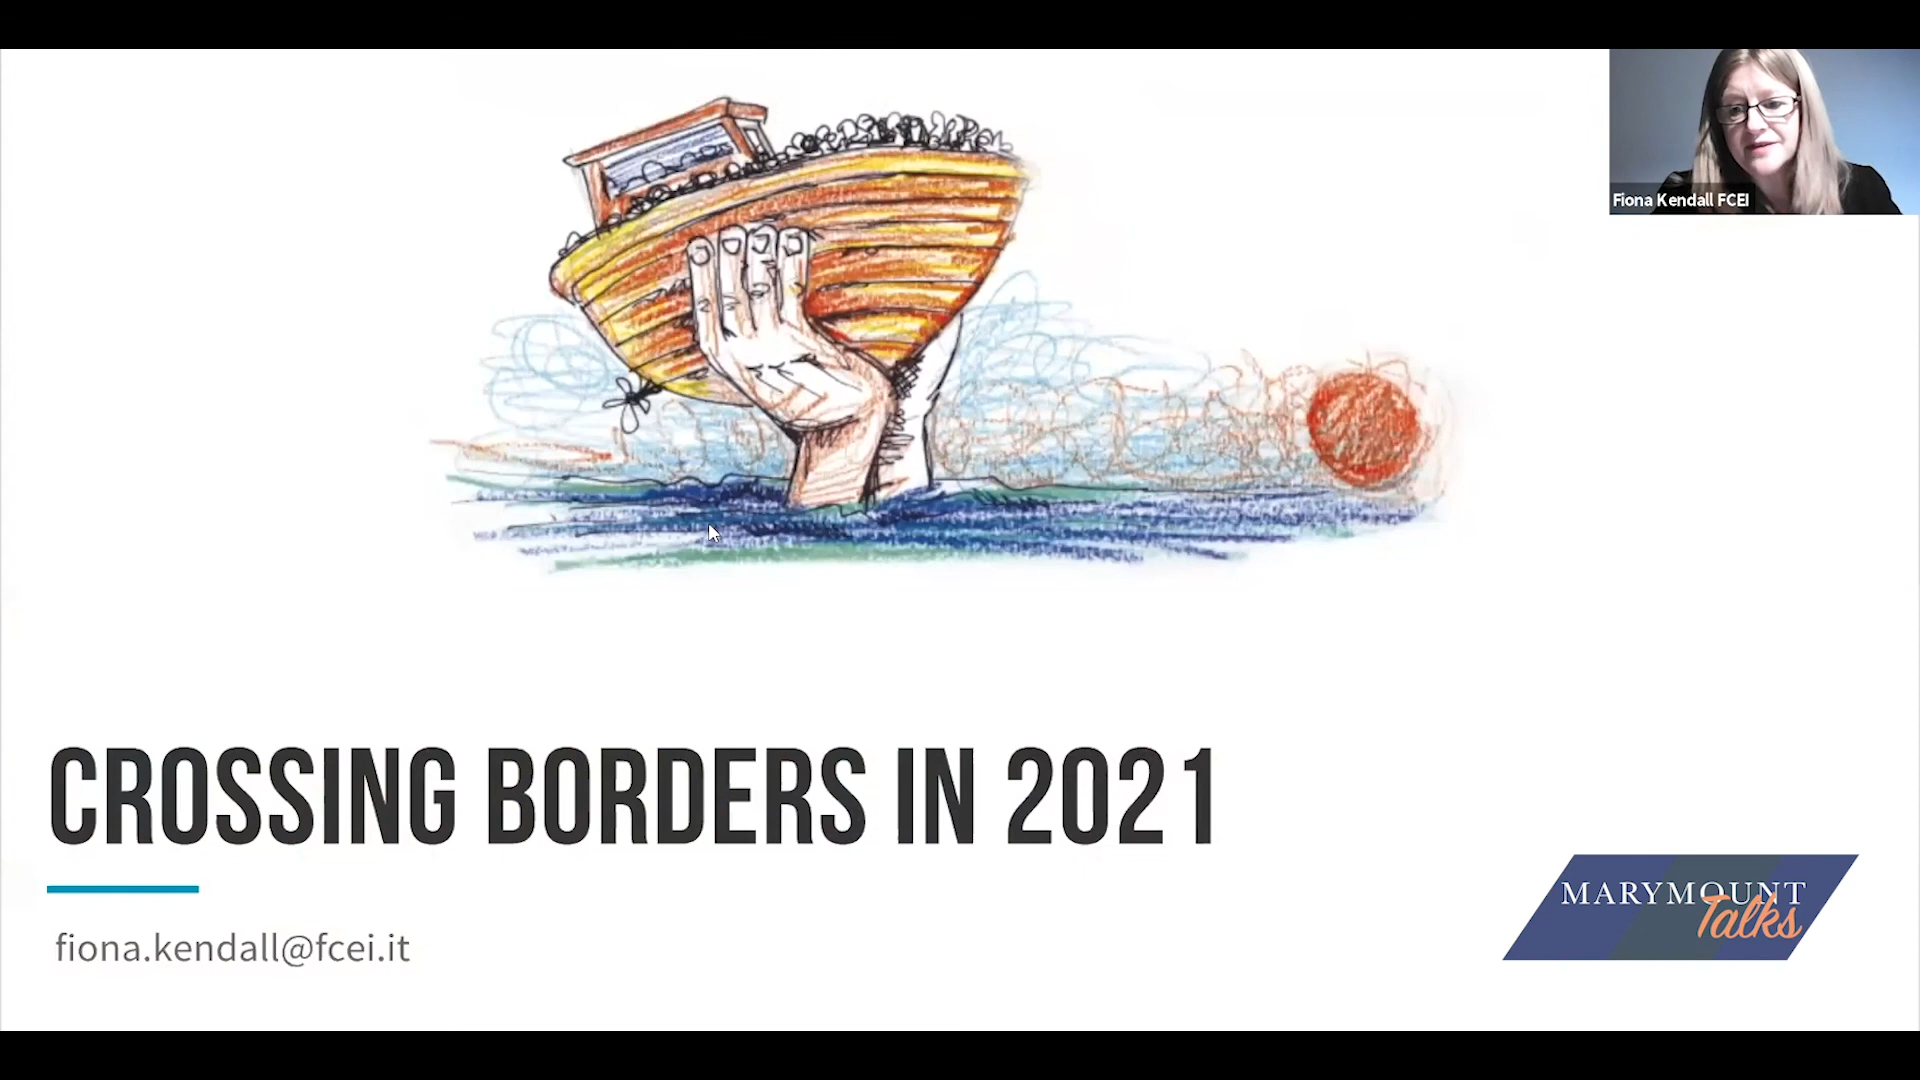 Fiona Kendall FCEI
CROSSING BORDERS IN 2021
fiona.kendall@fcei.it
MARYMOUNT
Talks